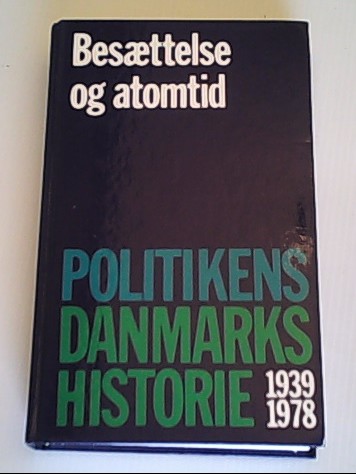 Besættelse
og atomtid
POLITIKENS
DANMARKS
HISTORIE 1939
1978